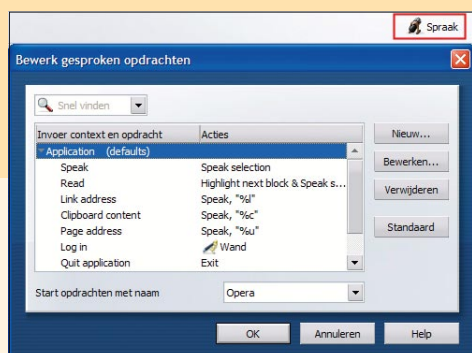 Spraak
Bewerk gesproken opdrachten
Snel vinden
Invoer context en opdracht Acties
Application (defaults)
Speak Speak selection
Read Highlight next block & Speak s...
Link address Speak, "%l"
Clipboard content Speak, "%c"
Page address Speak, "%u"
Log in Wand
Quit application Exit
Nieuw...
Bewerken...
Verwijderen
Standaard
Start opdrachten met naam Opera
OK Annuleren Help